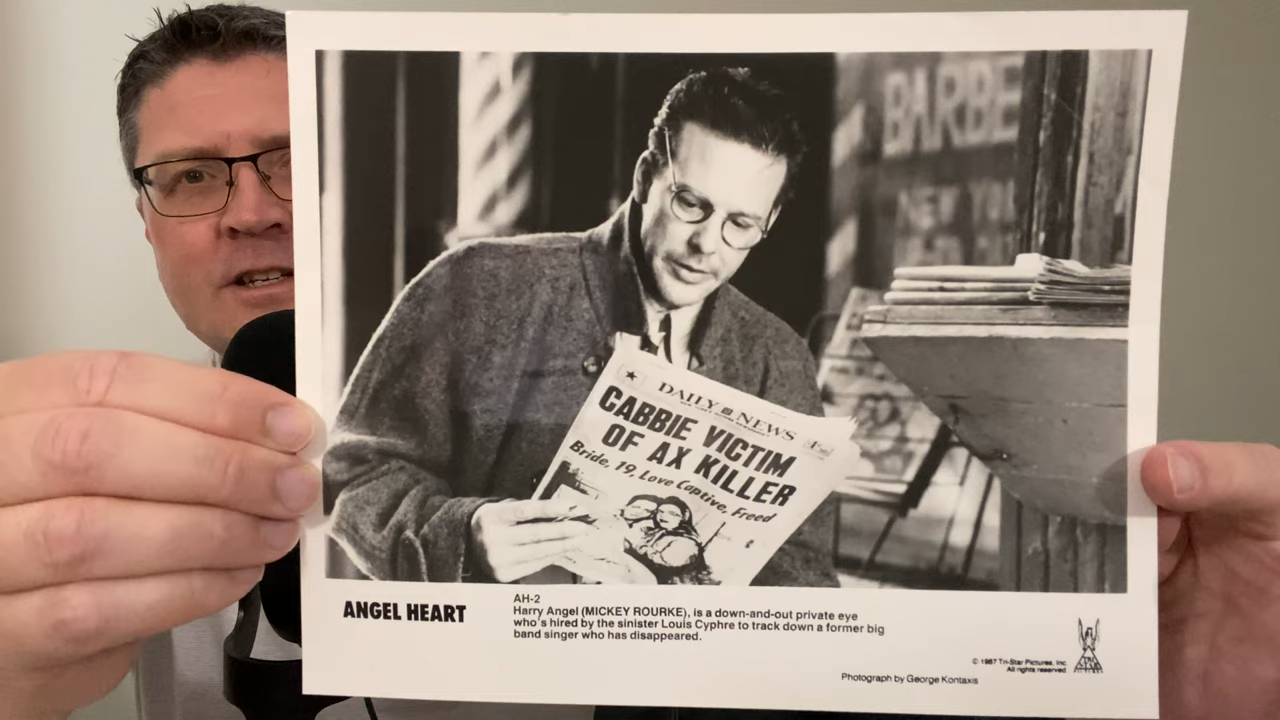 BARBE
NEW
DAILY NEWS
CABBIE VICTIM
OF AX KILLER
Bride, 19, Love Captive, Freed
ANGEL HEART
AH-2
Harry Angel (MICKEY ROURKE), is a down-and-out private eye
who's hired by the sinister Louis Cyphre to track down a former big
band singer who has disappeared.
© 1987 Tri-Star Pictures, Inc.
All rights reserved.
Photograph by George Kontaxis